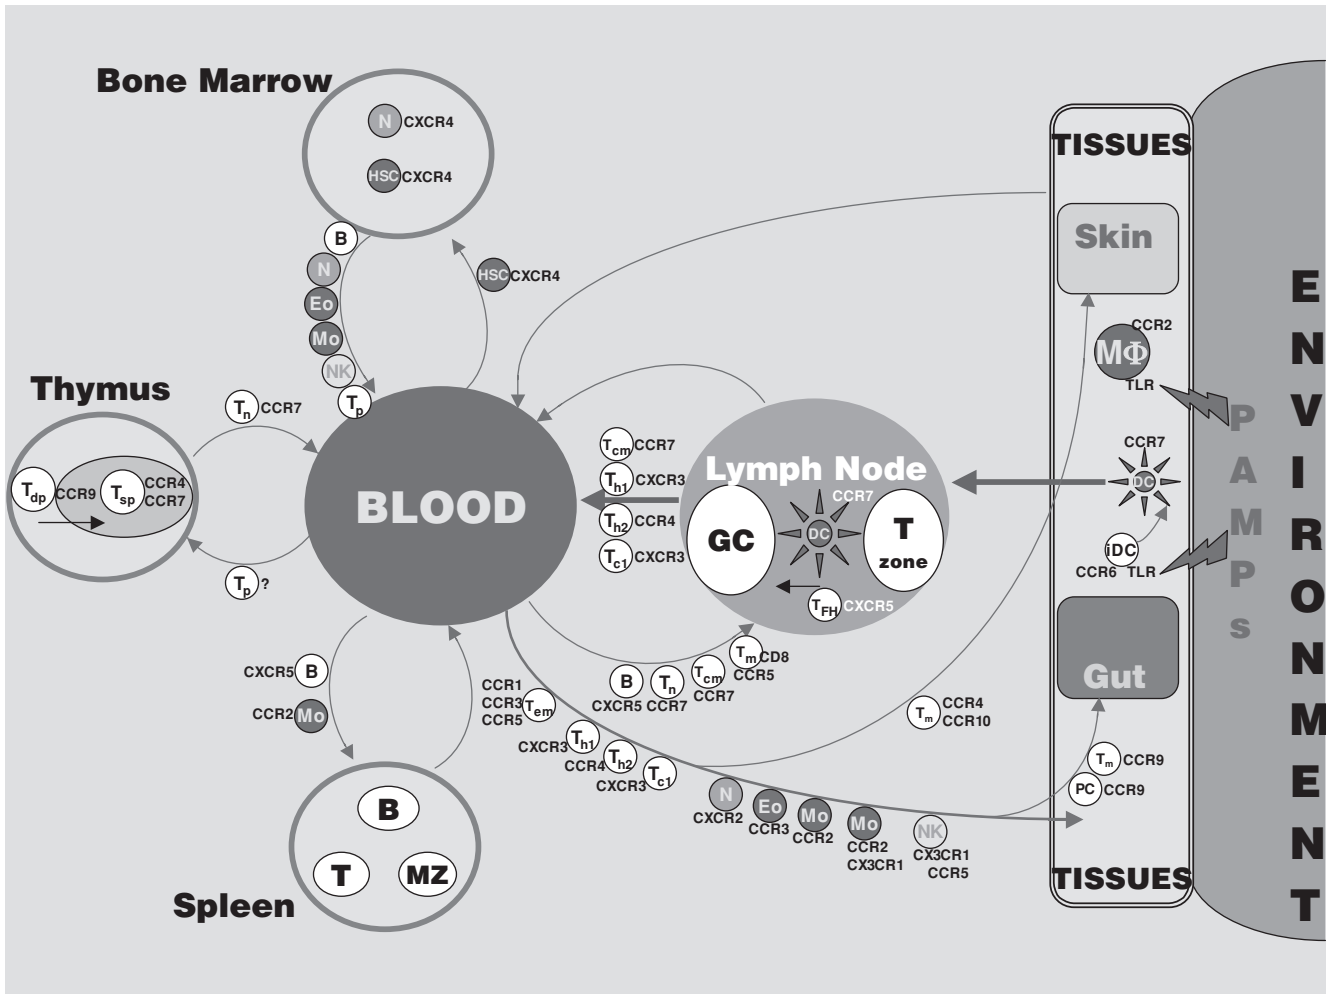 Bone Marrow
N CXCR4
HSC CXCR4
B
N
Eo
Mo
NK
Tp
HSC CXCR4
Thymus
Tn CCR7
Tdp CCR9
Tsp CCR4
CCR7
Tp ?
BLOOD
CXCR5 B
CCR2 Mo
B
T
MZ
Spleen
Tcm CCR7
Th1 CXCR3
Th2 CCR4
Tc1 CXCR3
Lymph Node
CCR7
GC
DC
T
zone
TFH CXCR5
B
CXCR5
Tn
CCR7
Tcm
CCR7
Tm CD8
CCR5
CCR1
CCR3
CCR5
Tem
CXCR3 Th1
CCR4 Th2
CXCR3 Tc1
N
CXCR2
Eo
CCR3
Mo
CCR2
Mo
CCR2
CX3CR1
NK
CX3CR1
CCR5
Tm CCR4
CCR10
TISSUES
Skin
CCR2
MΦ
TLR
CCR7
DC
iDC
CCR6 TLR
Gut
Tm CCR9
PC CCR9
TISSUES
PAMPs
ENVIRONMENT